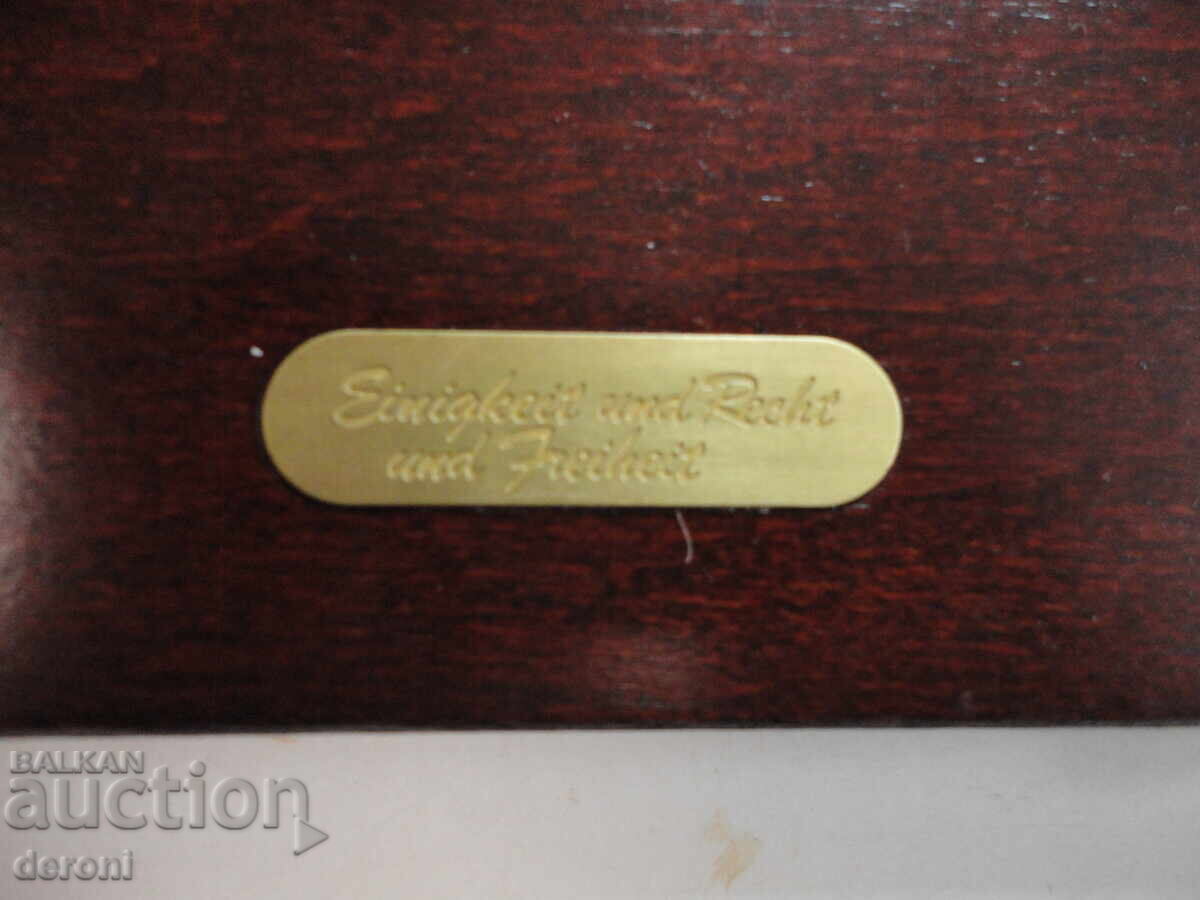 Einigkeit und Recht
und Freiheit
BALKAN
auction
deroni